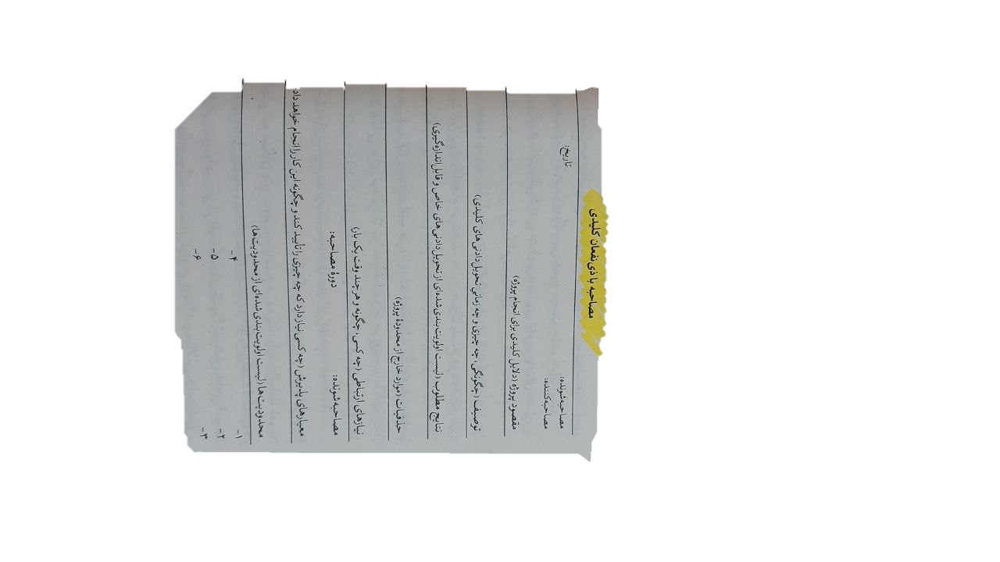 مصاحبه با ذی‌نفعان کلیدی
مصاحبه‌شونده: تاریخ:
مصاحبه‌کننده:
مقصود پروژه (دلایل کلیدی برای انجام پروژه)
توصیف (چگونگی، چه چیزی و چه زمانی تحویل‌دادنی‌های کلیدی)
نتایج مطلوب (لیست اولویت‌بندی‌شده‌ای از تحویل‌دادنی‌های خاص و قابل‌اندازه‌گیری)
حذفیات (موارد خارج از محدودهٔ پروژه)
نیازهای ارتباطی (چه کسی، چگونه و هر چند وقت یک بار)
مصاحبه‌شونده: دورهٔ مصاحبه:
معیارهای پذیرش (چه کسی نیاز دارد که چه چیزی را تأیید کند و چگونه این کار را انجام خواهد داد
محدودیت‌ها (لیست اولویت‌بندی‌شده‌ای از محدودیت‌ها)
۱- ۴-
۲- ۵-
۳- ۶-